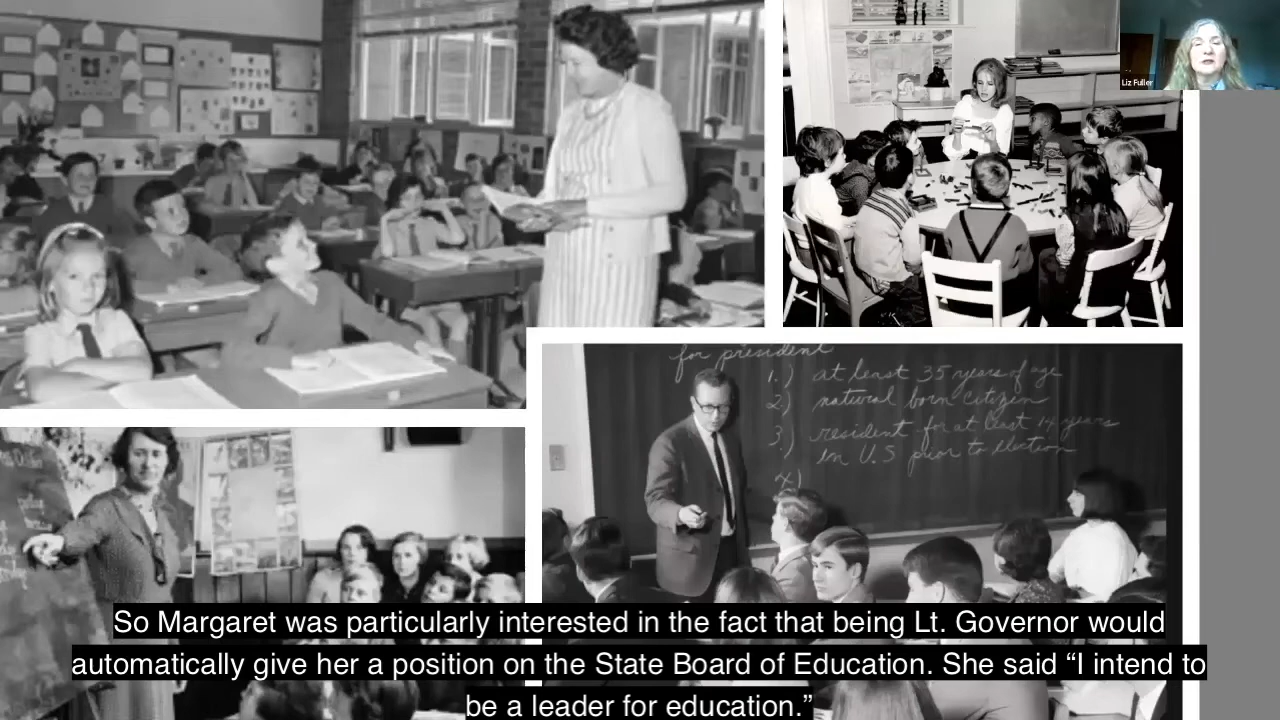 Liz Fuller
for president
1.) at least 35 years of age
2.) natural born citizen
3.) resident for at least 14 years
in U.S prior to election
So Margaret was particularly interested in the fact that being Lt. Governor would
automatically give her a position on the State Board of Education. She said “I intend to
be a leader for education.”